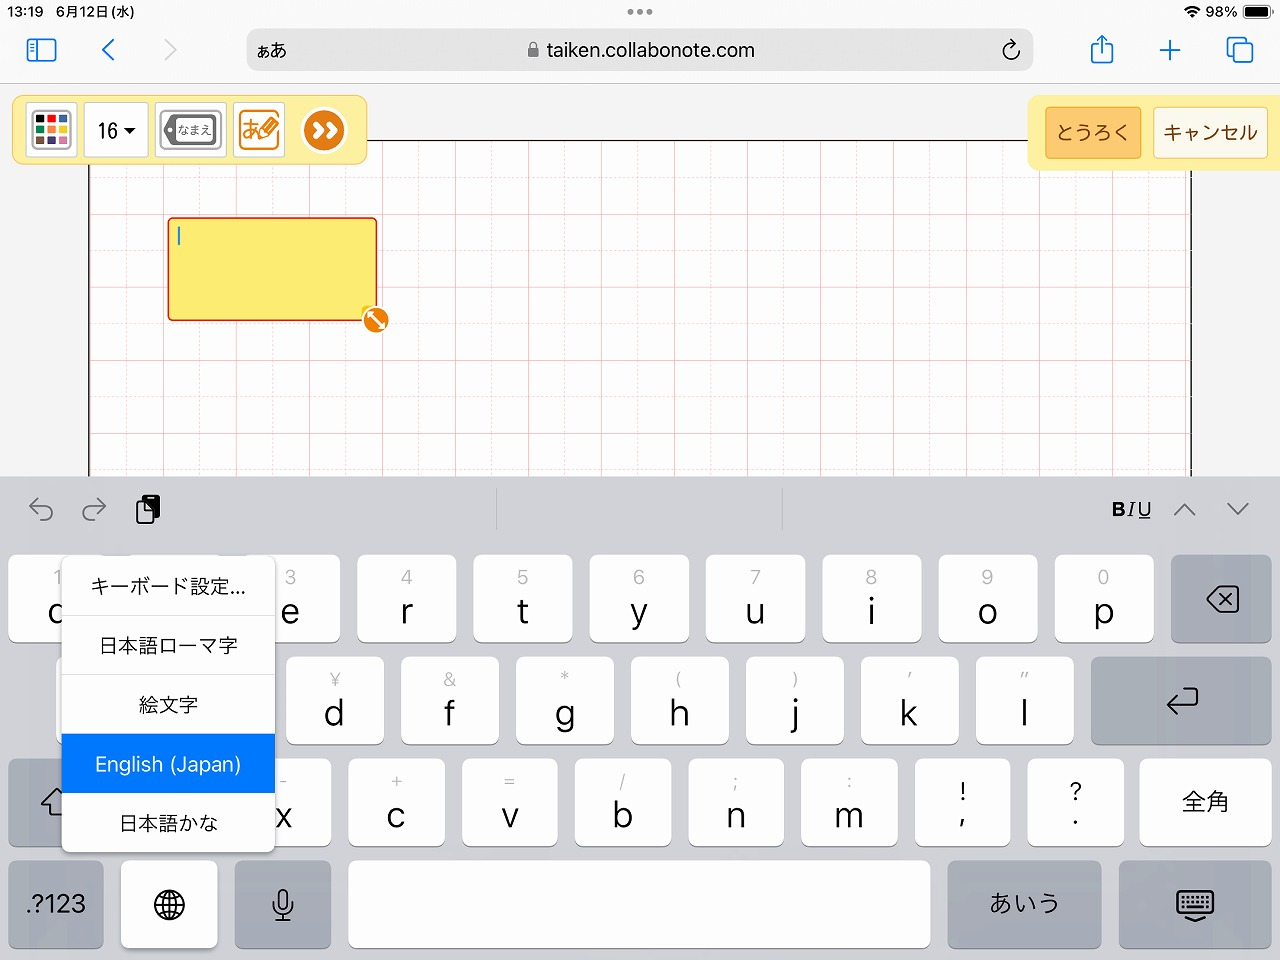 13:19 6月12日(水)
98%
ぁあ
taiken.collabonote.com
16
なまえ
あ
とうろく
キャンセル
BIU
1
3
4
5
6
7
8
9
0
e
r
t
y
u
i
o
p
キーボード設定...
日本語ローマ字
絵文字
English (Japan)
日本語かな
¥
&
*
(
)
′
″
d
f
g
h
j
k
l
-
+
=
/
;
:
!
?
x
c
v
b
n
m
,
.
全角
.?123
あいう